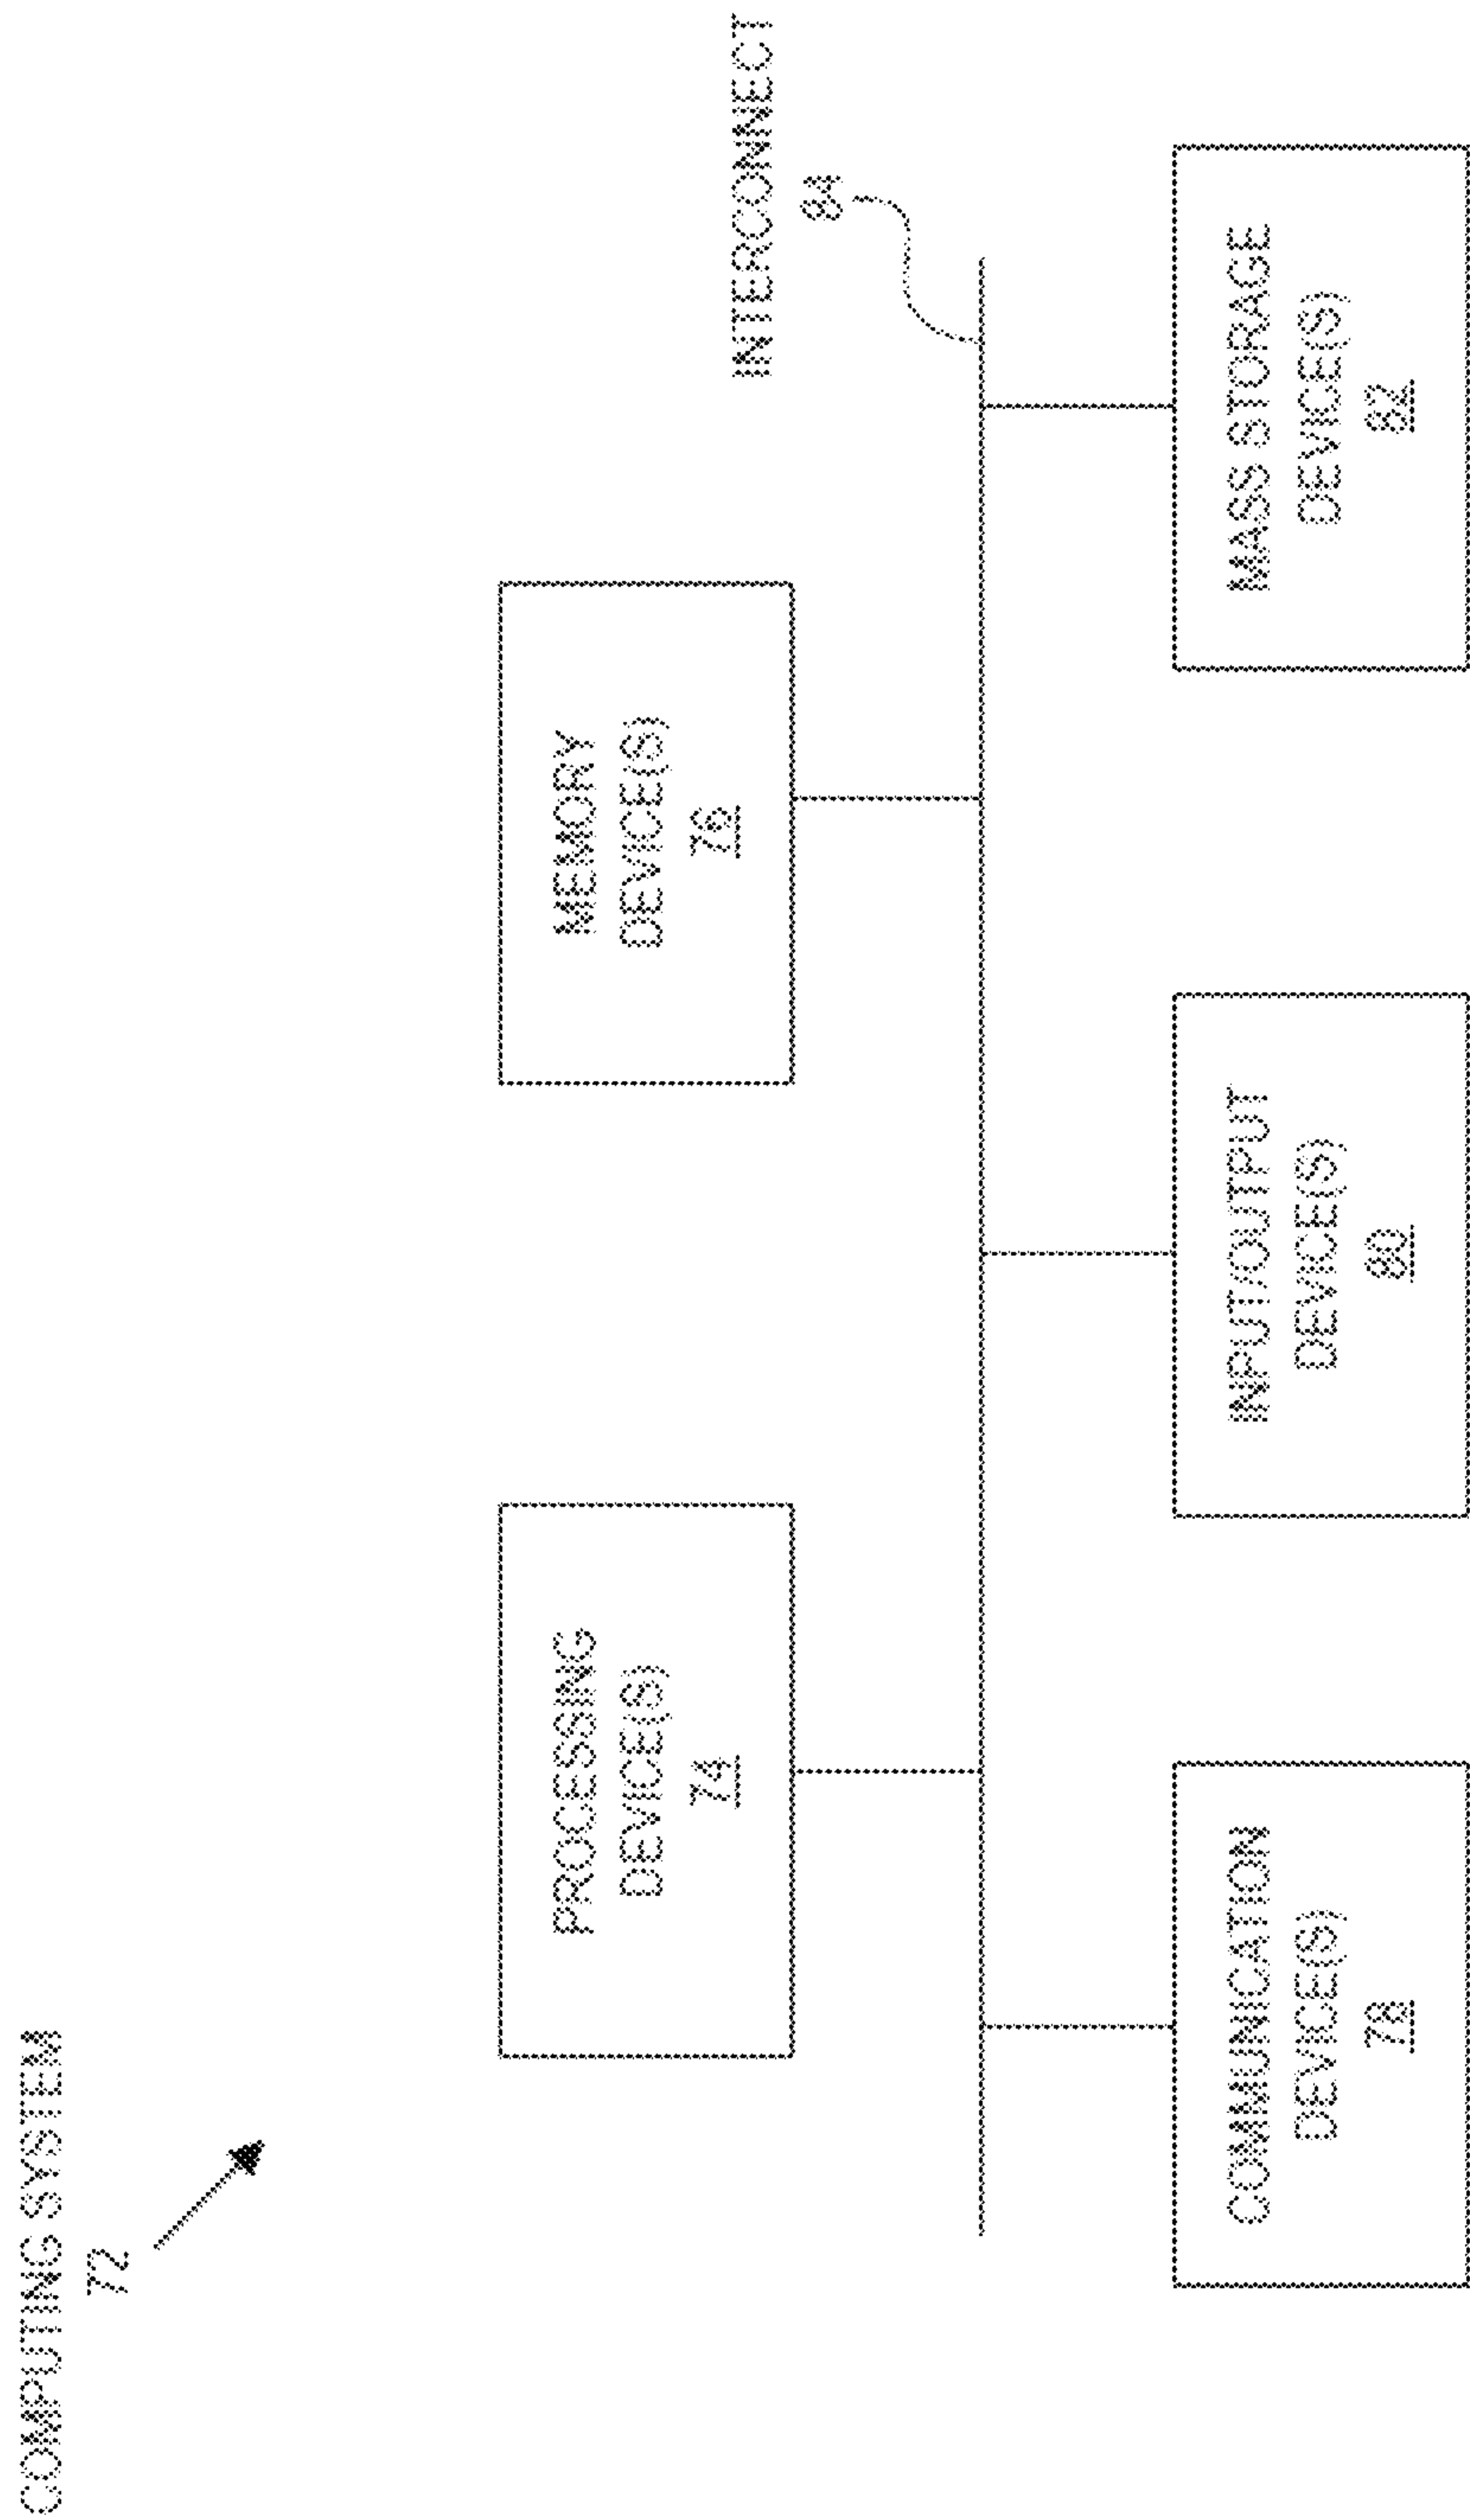 COMPUTING SYSTEM
72
PROCESSING
DEVICE(S)
74
MEMORY
DEVICE(S)
76
INTERCONNECT
84
COMMUNICATION
DEVICE(S)
78
INPUT/OUTPUT
DEVICE(S)
80
MASS STORAGE
DEVICE(S)
82